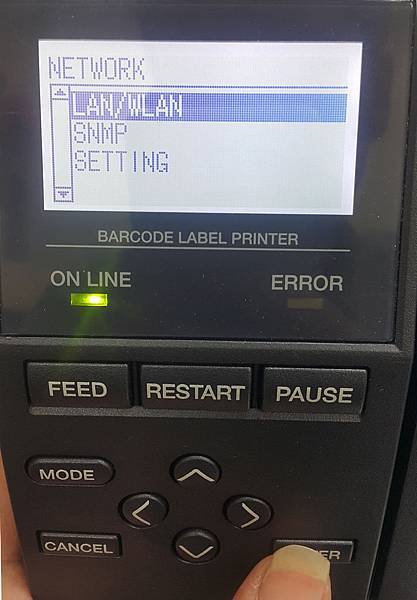 NETWORK
LAN/WLAN
SNMP
SETTING
BARCODE LABEL PRINTER
ON LINE ERROR
FEED RESTART PAUSE
MODE
CANCEL